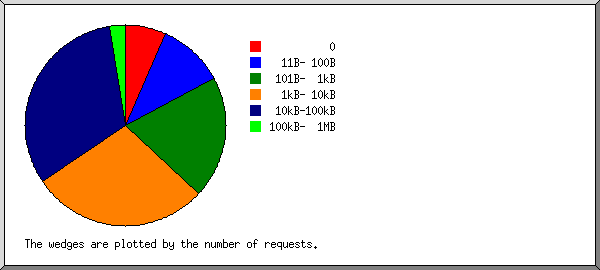 0
11B- 100B
101B- 1kB
1kB- 10kB
10kB-100kB
100kB- 1MB
The wedges are plotted by the number of requests.